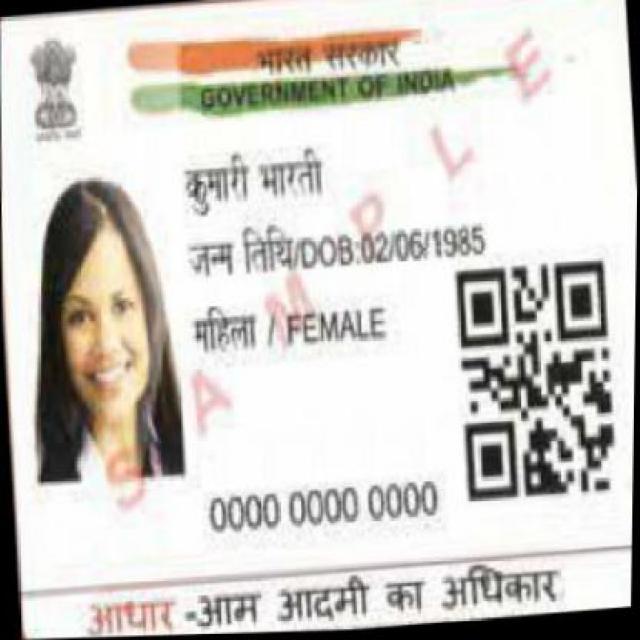 भारत सरकार
GOVERNMENT OF INDIA
कुमारी भारती
जन्म तिथि/DOB:02/06/1985
महिला / FEMALE
SAMPLE
0000 0000 0000
आधार -आम आदमी का अधिकार